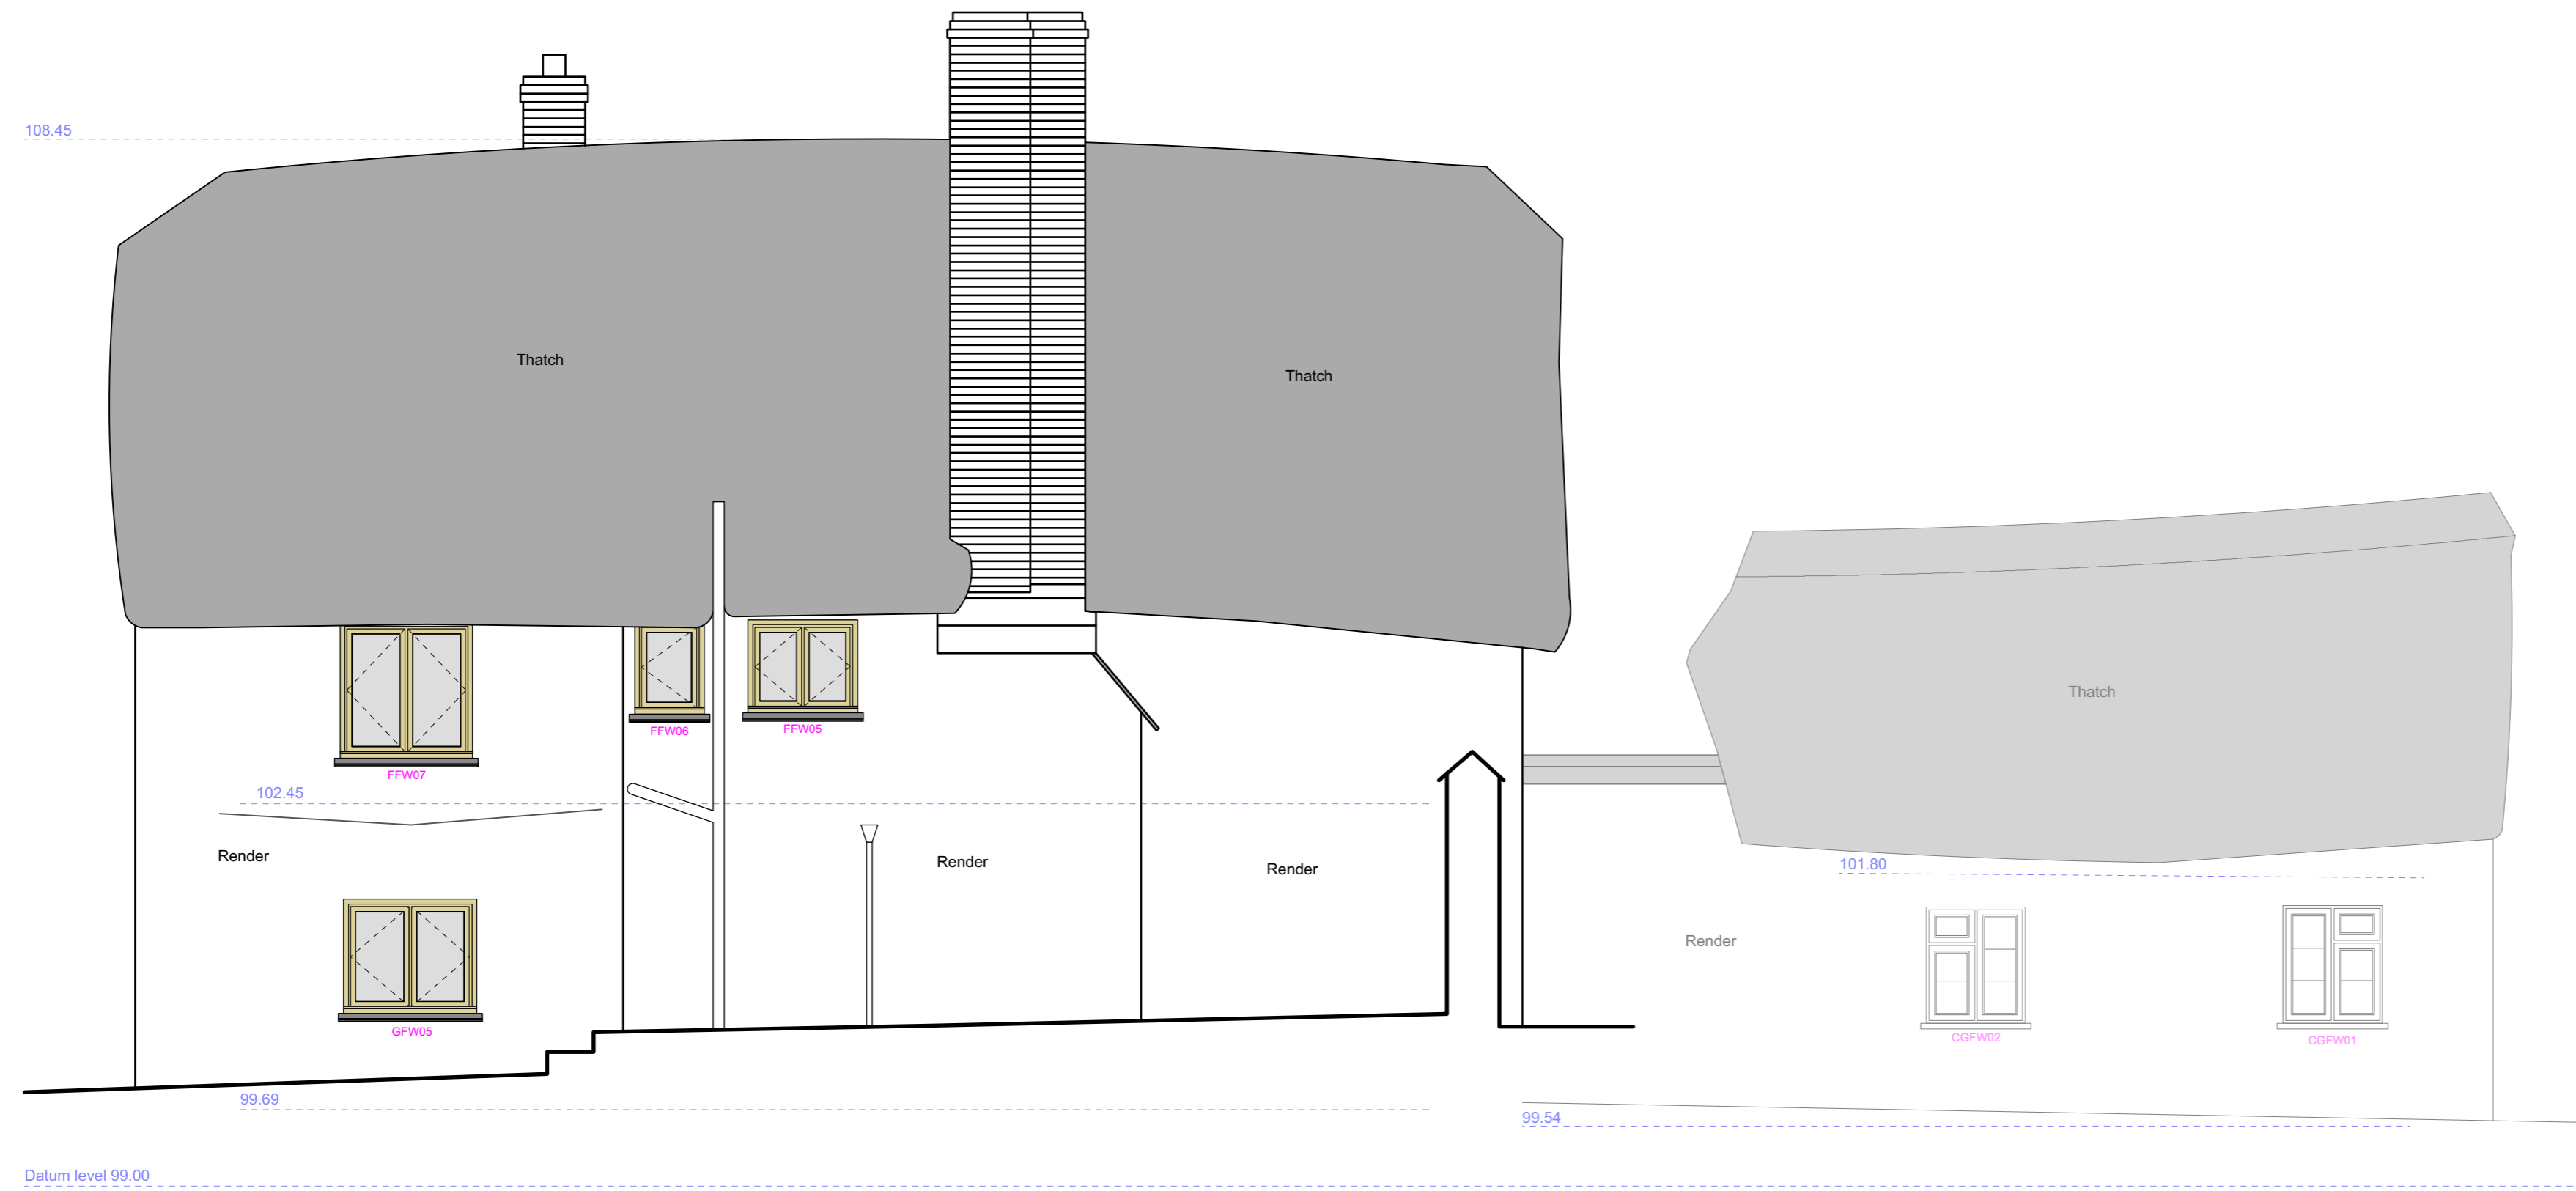 108.45
Thatch
Thatch
Thatch
FFW06
FFW05
FFW07
102.45
Render
Render
Render
101.80
Render
GFW05
CGFW02
CGFW01
99.69
99.54
Datum level 99.00